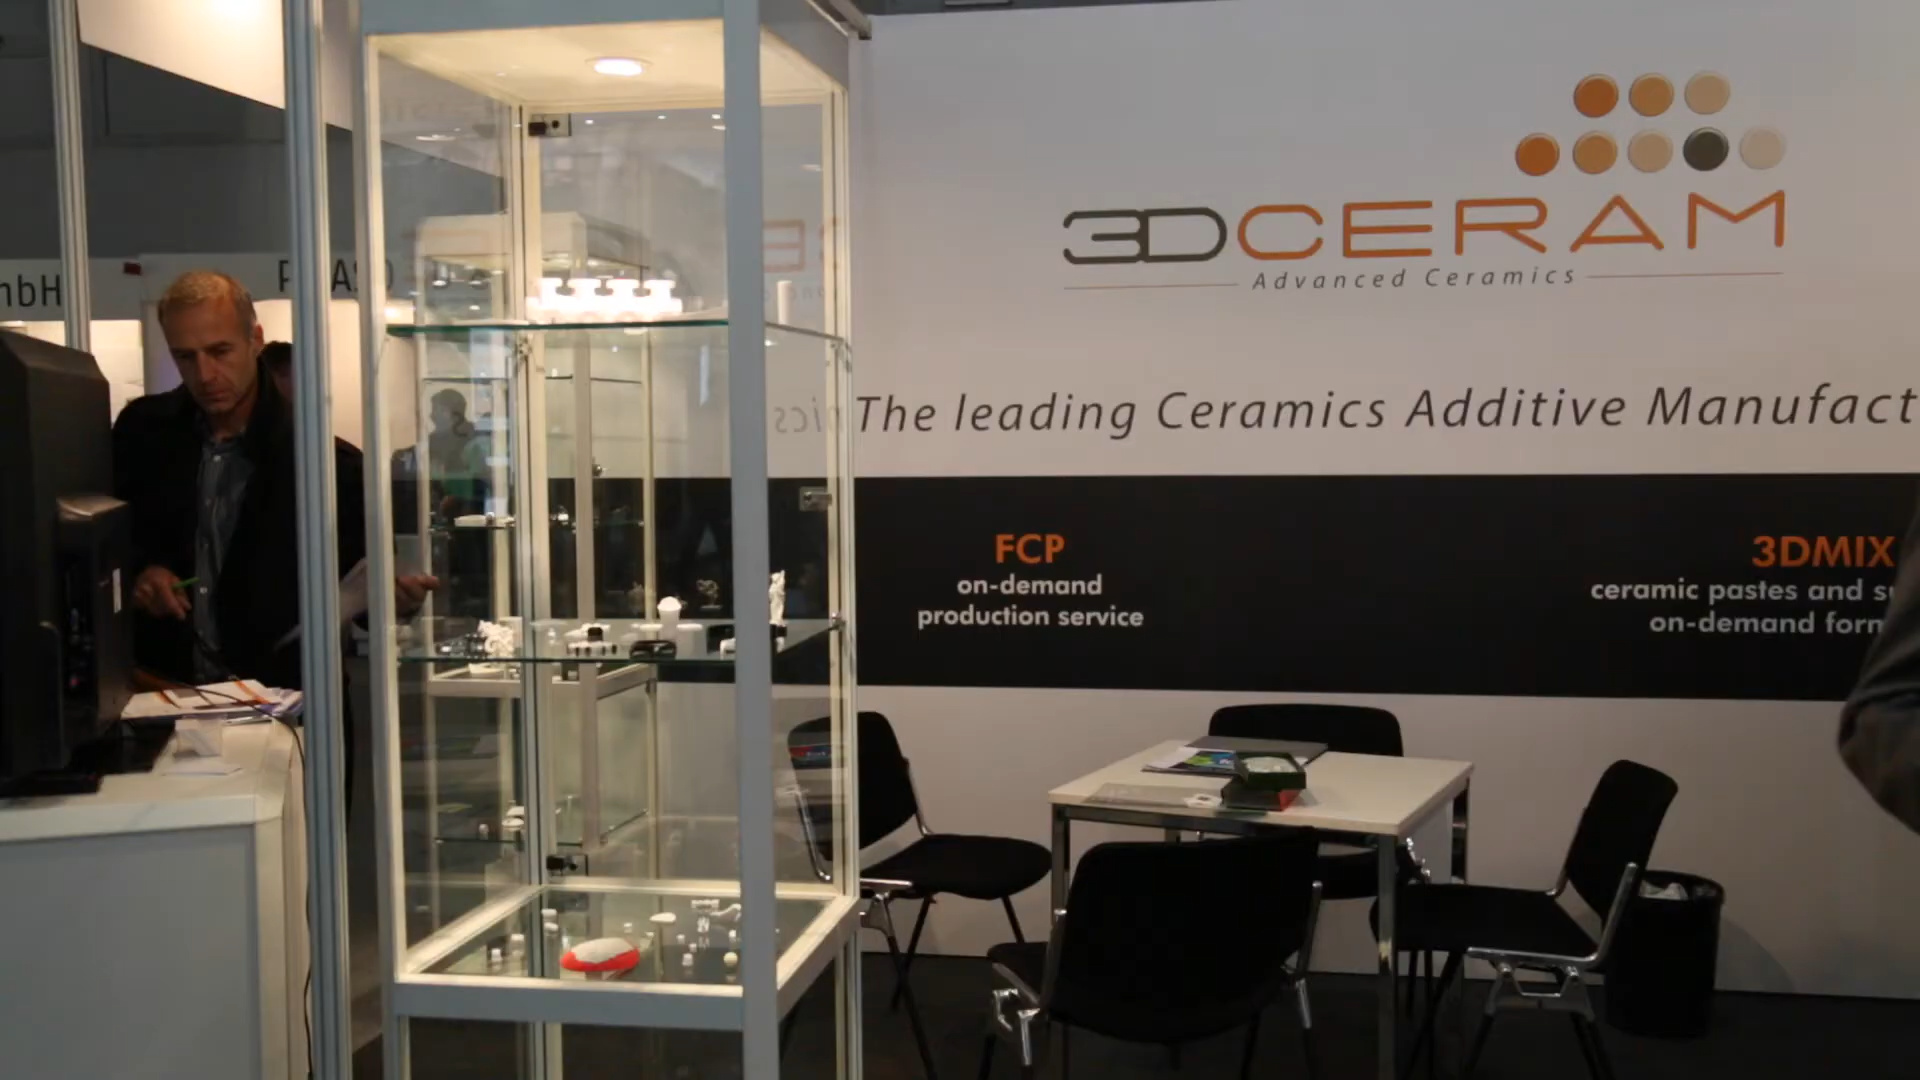 3DCERAM
Advanced Ceramics
The leading Ceramics Additive Manufact
FCP
on-demand
production service
3DMIX
ceramic pastes and
on-demand
mbH